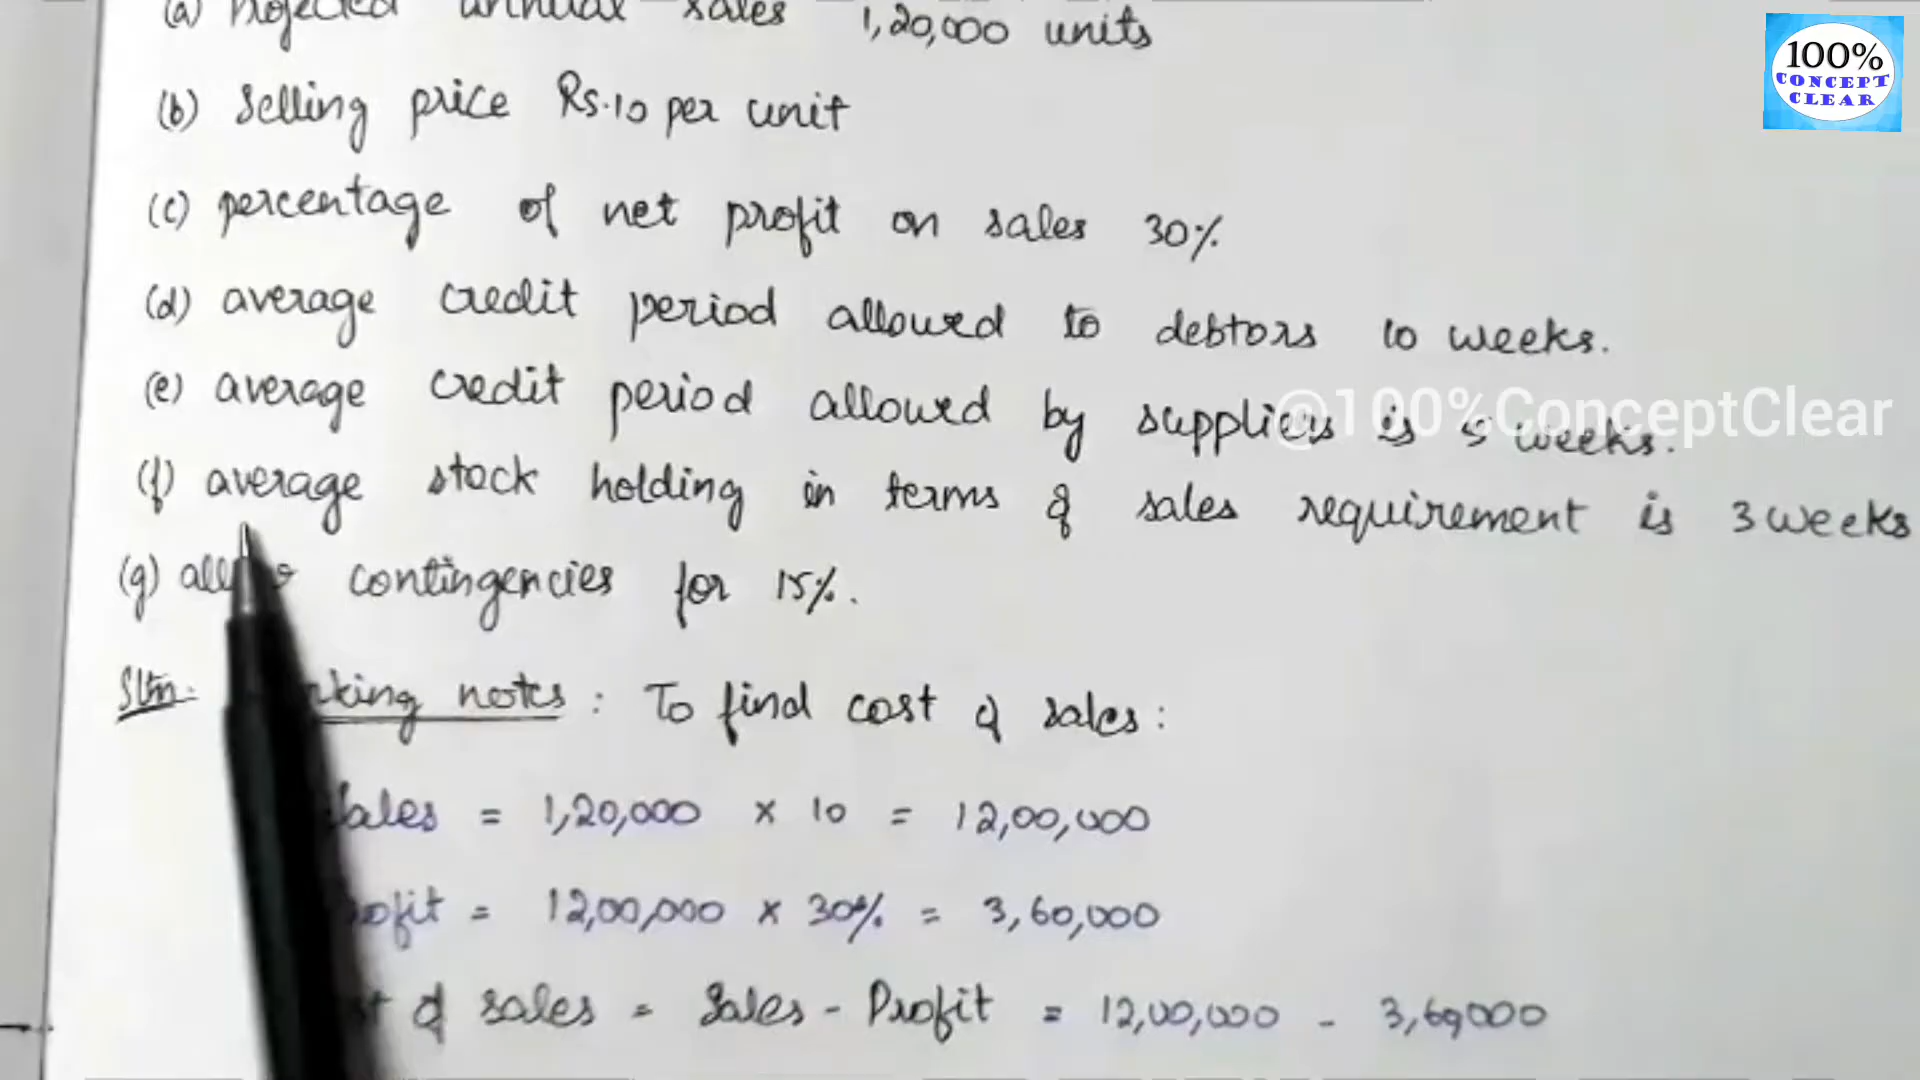 (a) Projected annual sales 1,20,000 units
(b) Selling price Rs.10 per unit
(c) percentage of net profit on sales 30%
(d) average credit period allowed to debtors 10 weeks.
(e) average credit period allowed by suppliers is 5 weeks.
(f) average stock holding in terms of sales requirement is 3 weeks
(g) contingencies for 15%.
Sltn. notes : To find cost of sales :
Sales = 1,20,000 x 10 = 12,00,000
= 12,00,000 x 30% = 3,60,000
of sales = Sales - Profit = 12,00,000 - 3,60,000
100%
CONCEPT
CLEAR
@100%ConceptClear